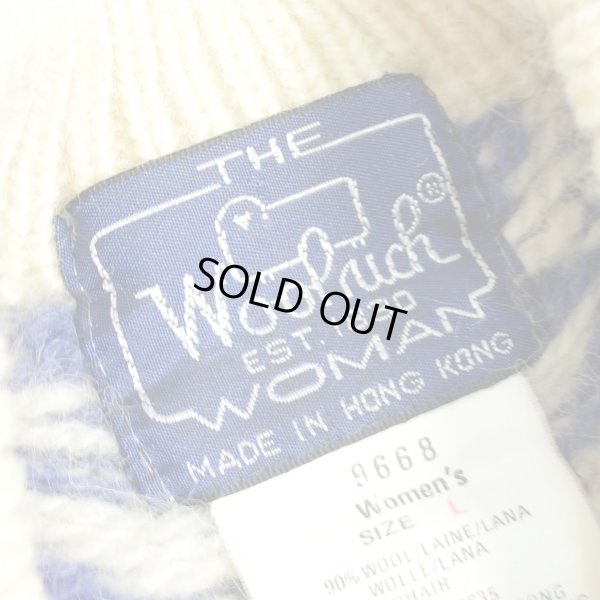 THE
Woolrich®
EST. 1830
WOMAN
MADE IN HONG KONG
SOLD OUT
9668
Women's
SIZE L
90% WOOL/LAINE/LANA
WOLLE/LANA